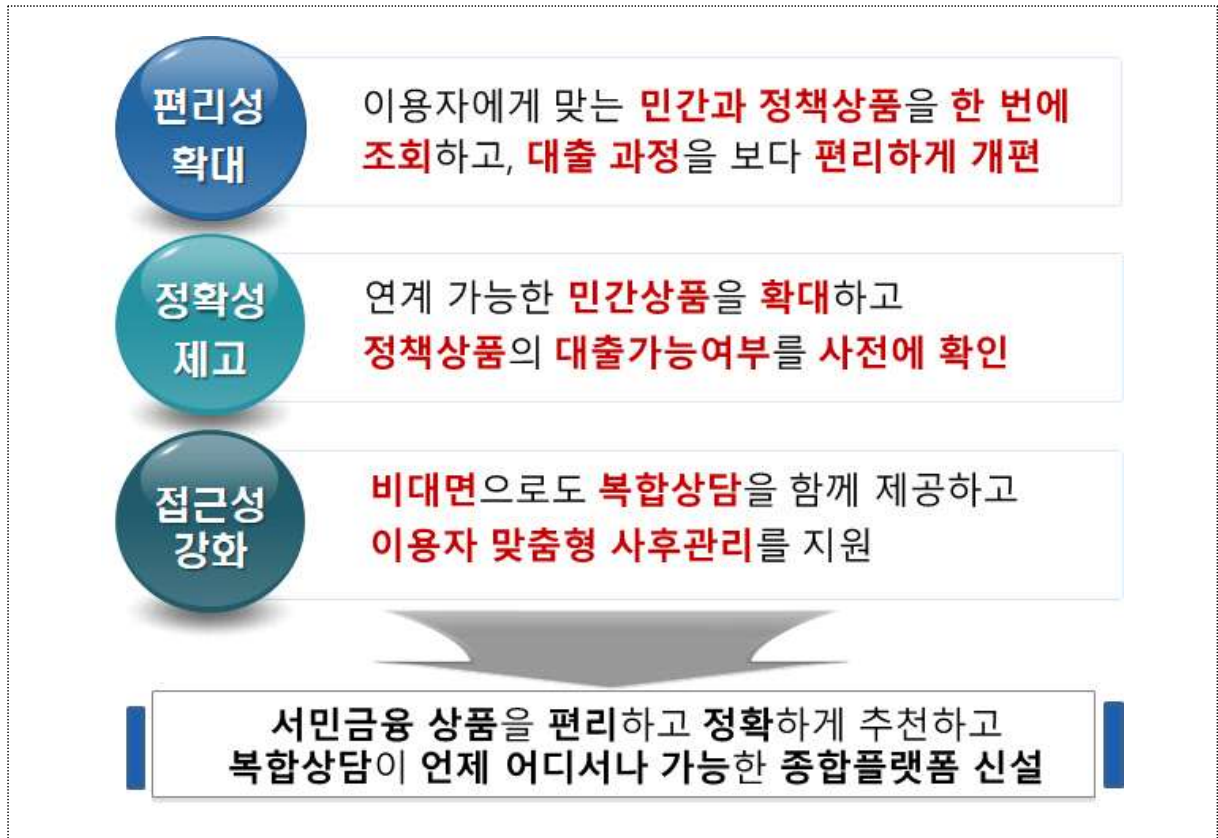 편리성
확대
이용자에게 맞는 민간과 정책상품을 한 번에
조회하고, 대출 과정을 보다 편리하게 개편
정확성
제고
연계 가능한 민간상품을 확대하고
정책상품의 대출가능여부를 사전에 확인
접근성
강화
비대면으로도 복합상담을 함께 제공하고
이용자 맞춤형 사후관리를 지원
서민금융 상품을 편리하고 정확하게 추천하고
복합상담이 언제 어디서나 가능한 종합플랫폼 신설